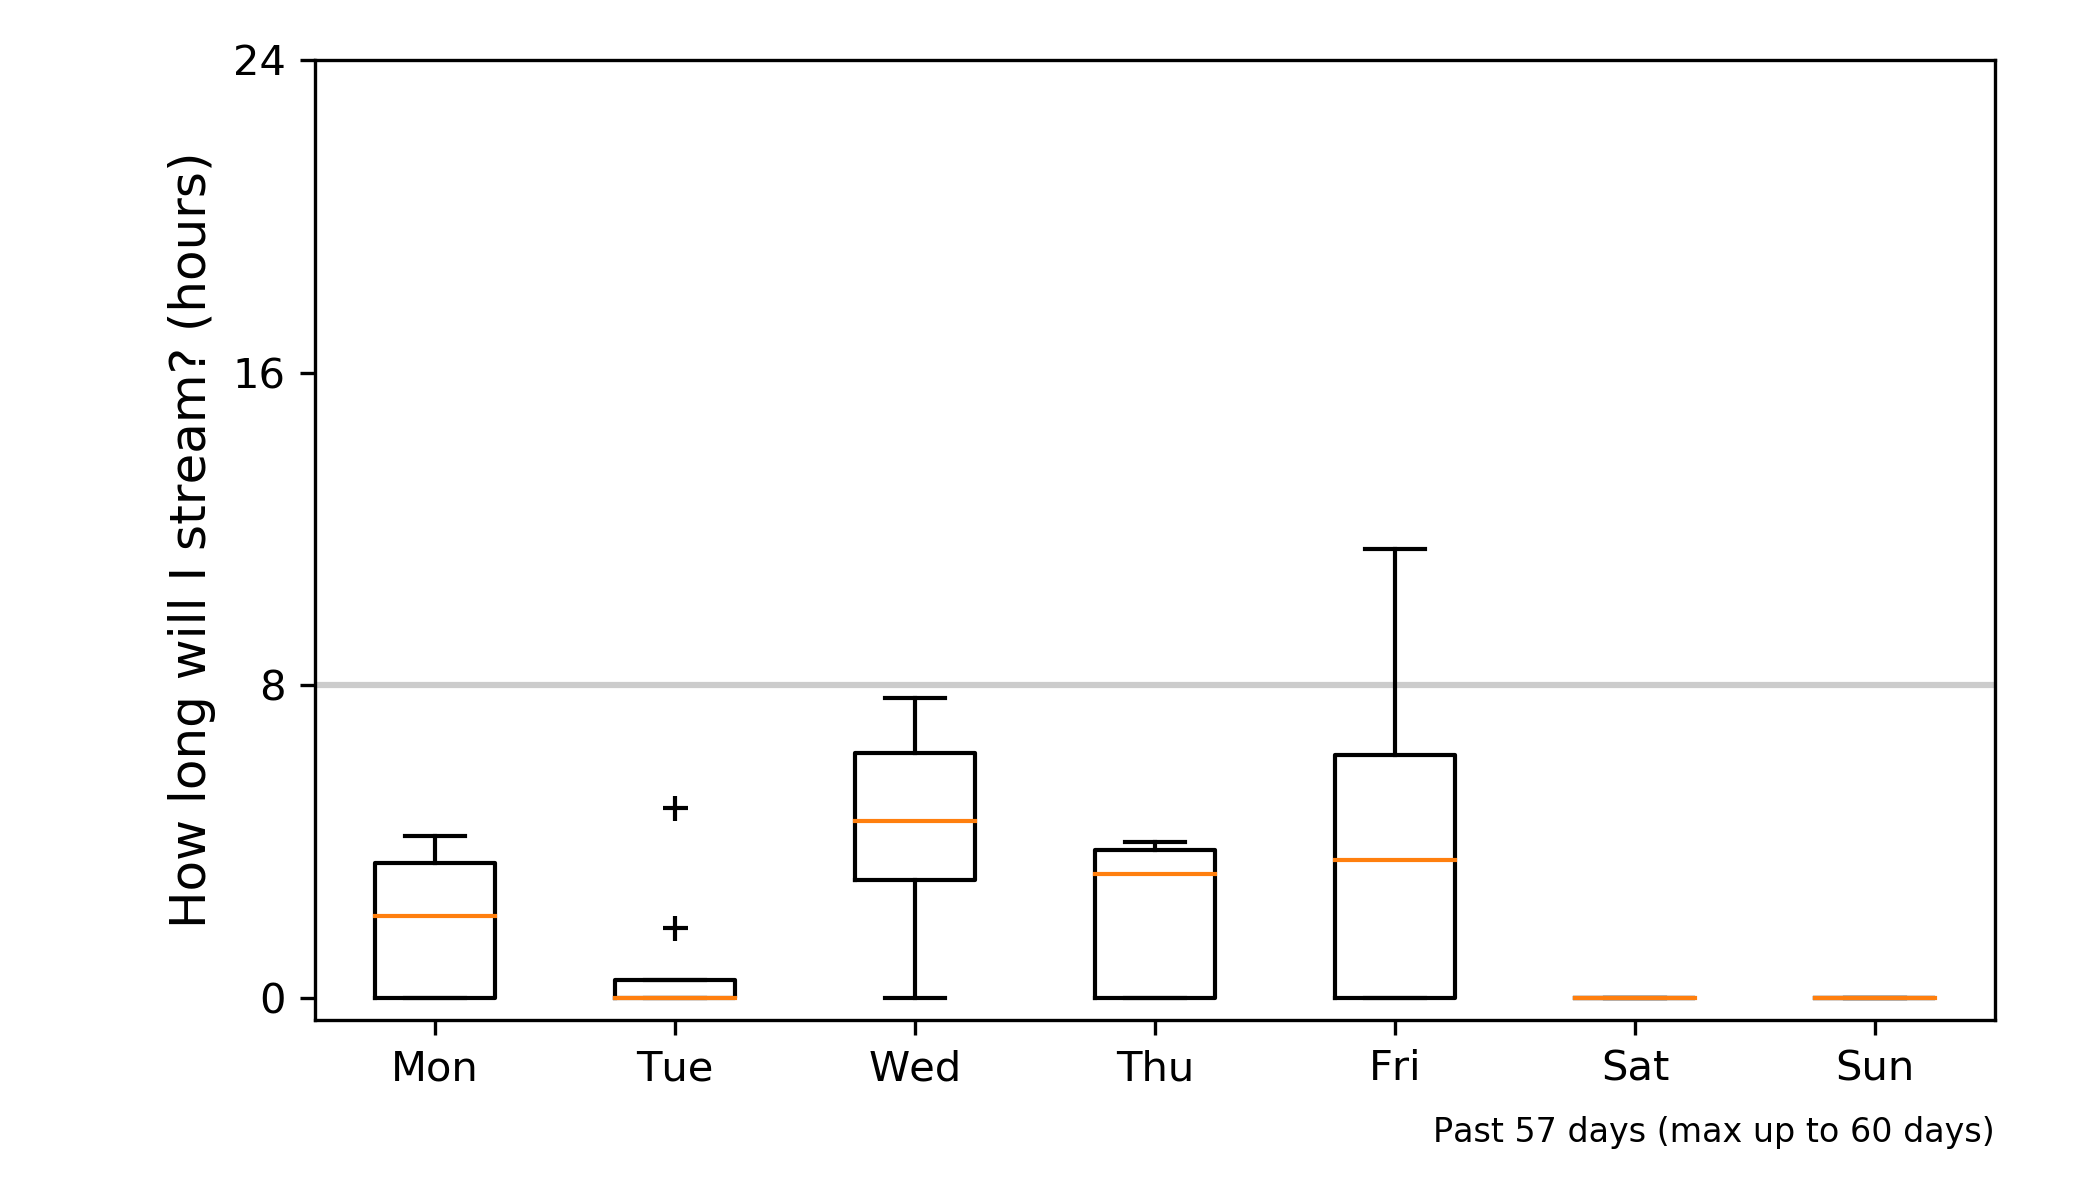 How long will I stream? (hours)
24
16
8
0
Mon Tue Wed Thu Fri Sat Sun
Past 57 days (max up to 60 days)